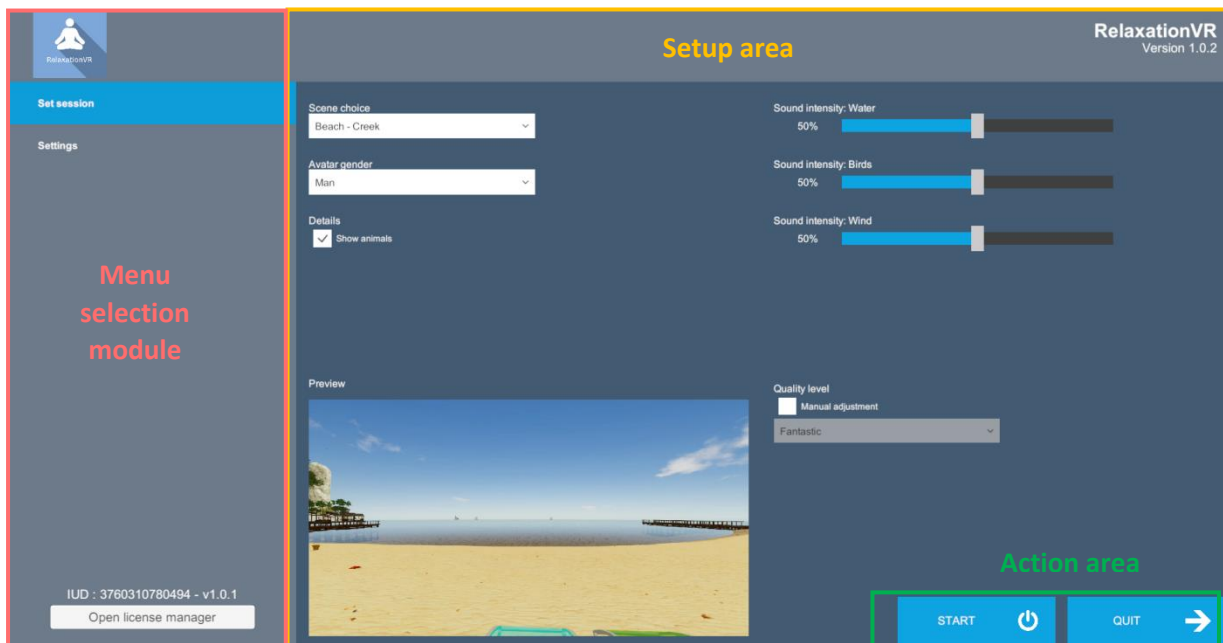 RelaxationVR
Set session
Settings
Menu
selection
module
IUD : 3760310780494 - v1.0.1
Open license manager
Setup area
RelaxationVR
Version 1.0.2
Scene choice
Beach - Creek
Avatar gender
Man
Details
Show animals
Sound intensity: Water
50%
Sound intensity: Birds
50%
Sound intensity: Wind
50%
Preview
Quality level
Manual adjustment
Fantastic
Action area
START
QUIT